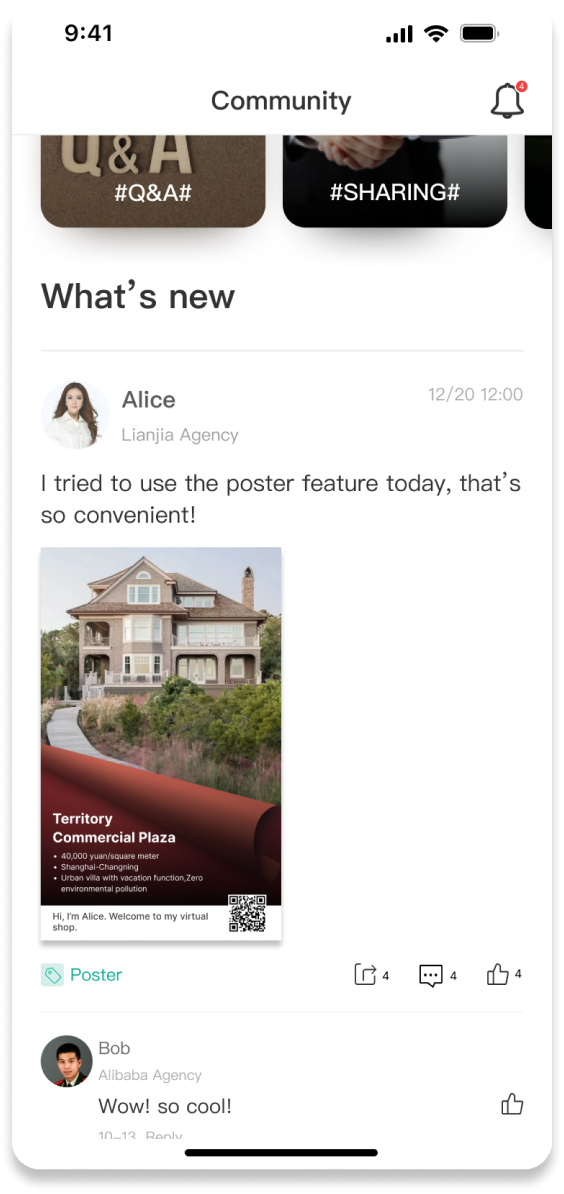 9:41
Community
4
Q&A
#Q&A#
#SHARING#
What's new
Alice
12/20 12:00
Lianjia Agency
I tried to use the poster feature today, that's
so convenient!
Territory
Commercial Plaza
• 40,000 yuan/square meter
• Shanghai-Changning
• Urban villa with vacation function,Zero
environmental pollution
Hi, I'm Alice. Welcome to my virtual
shop.
Poster
4
4
4
Bob
Alibaba Agency
Wow! so cool!
10-13 Reply